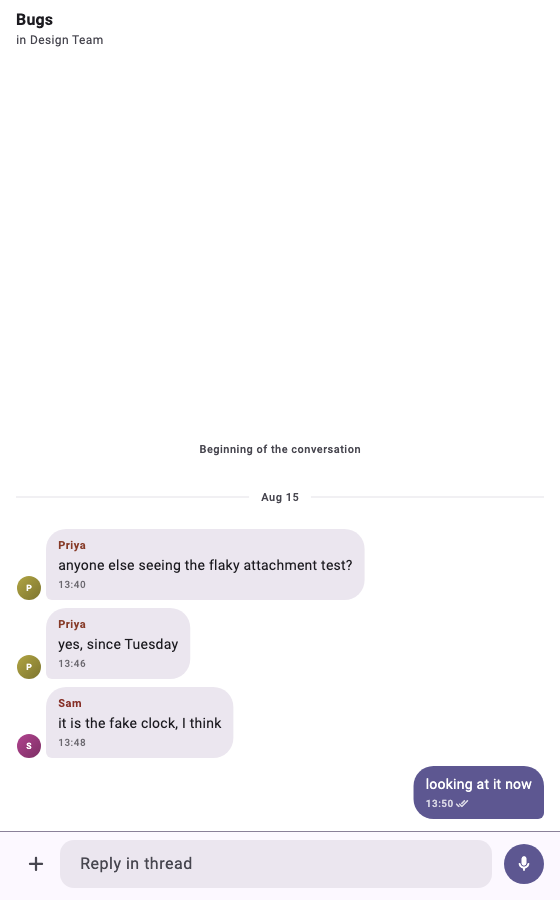 Bugs
in Design Team
Beginning of the conversation
Aug 15
Priya
anyone else seeing the flaky attachment test?
13:40
P
Priya
yes, since Tuesday
13:46
P
Sam
it is the fake clock, I think
13:48
S
looking at it now
13:50
Reply in thread